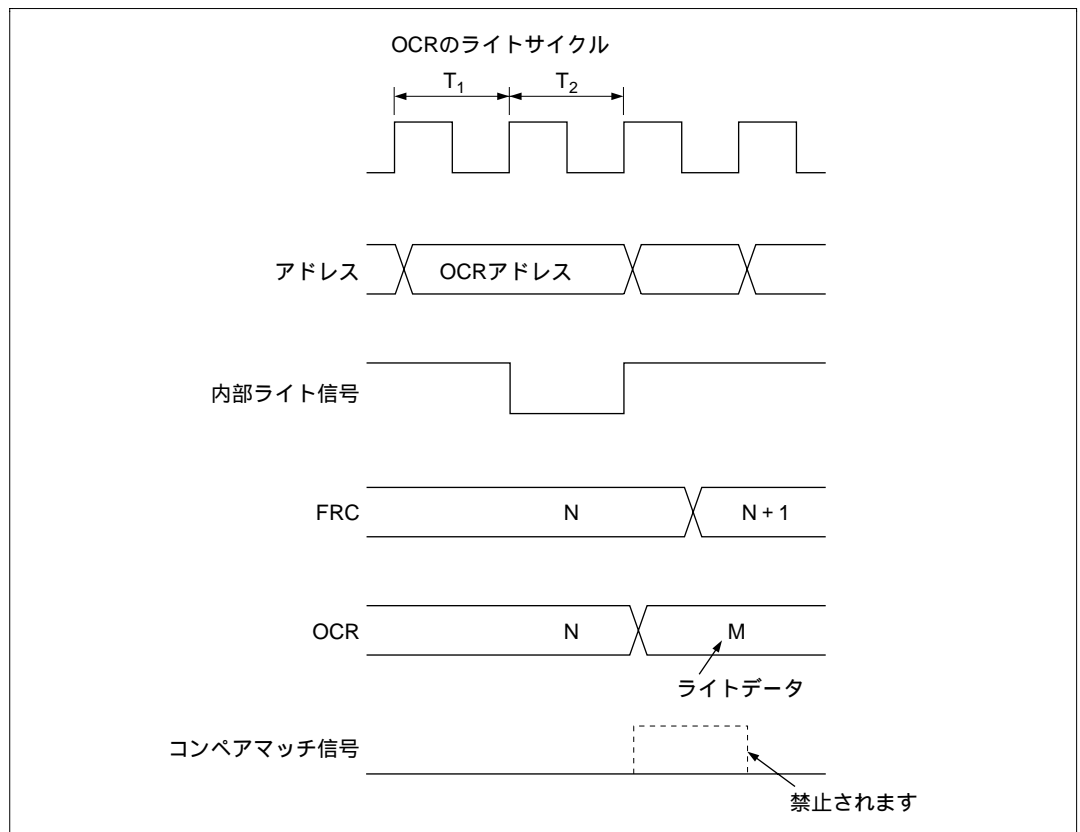 OCRのライトサイクル
T1 T2
アドレス OCRアドレス
内部ライト信号
FRC N N + 1
OCR N M
ライトデータ
コンペアマッチ信号
禁止されます